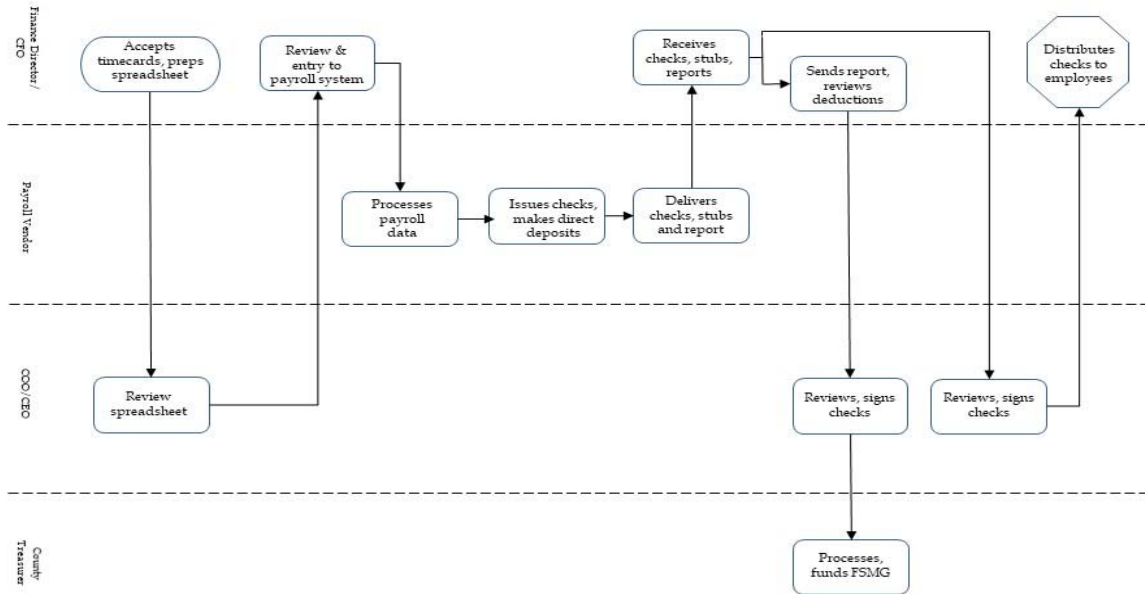 Finance Director/
CFO
Accepts
timecards, preps
spreadsheet
Review &
entry to
payroll system
Receives
checks, stubs,
reports
Sends report,
reviews
deductions
Distributes
checks to
employees
Payroll Vendor
Processes
payroll
data
Issues checks,
makes direct
deposits
Delivers
checks, stubs
and report
COO/CEO
Review
spreadsheet
Reviews, signs
checks
Reviews, signs
checks
County
Treasurer
Processes,
funds FSMG